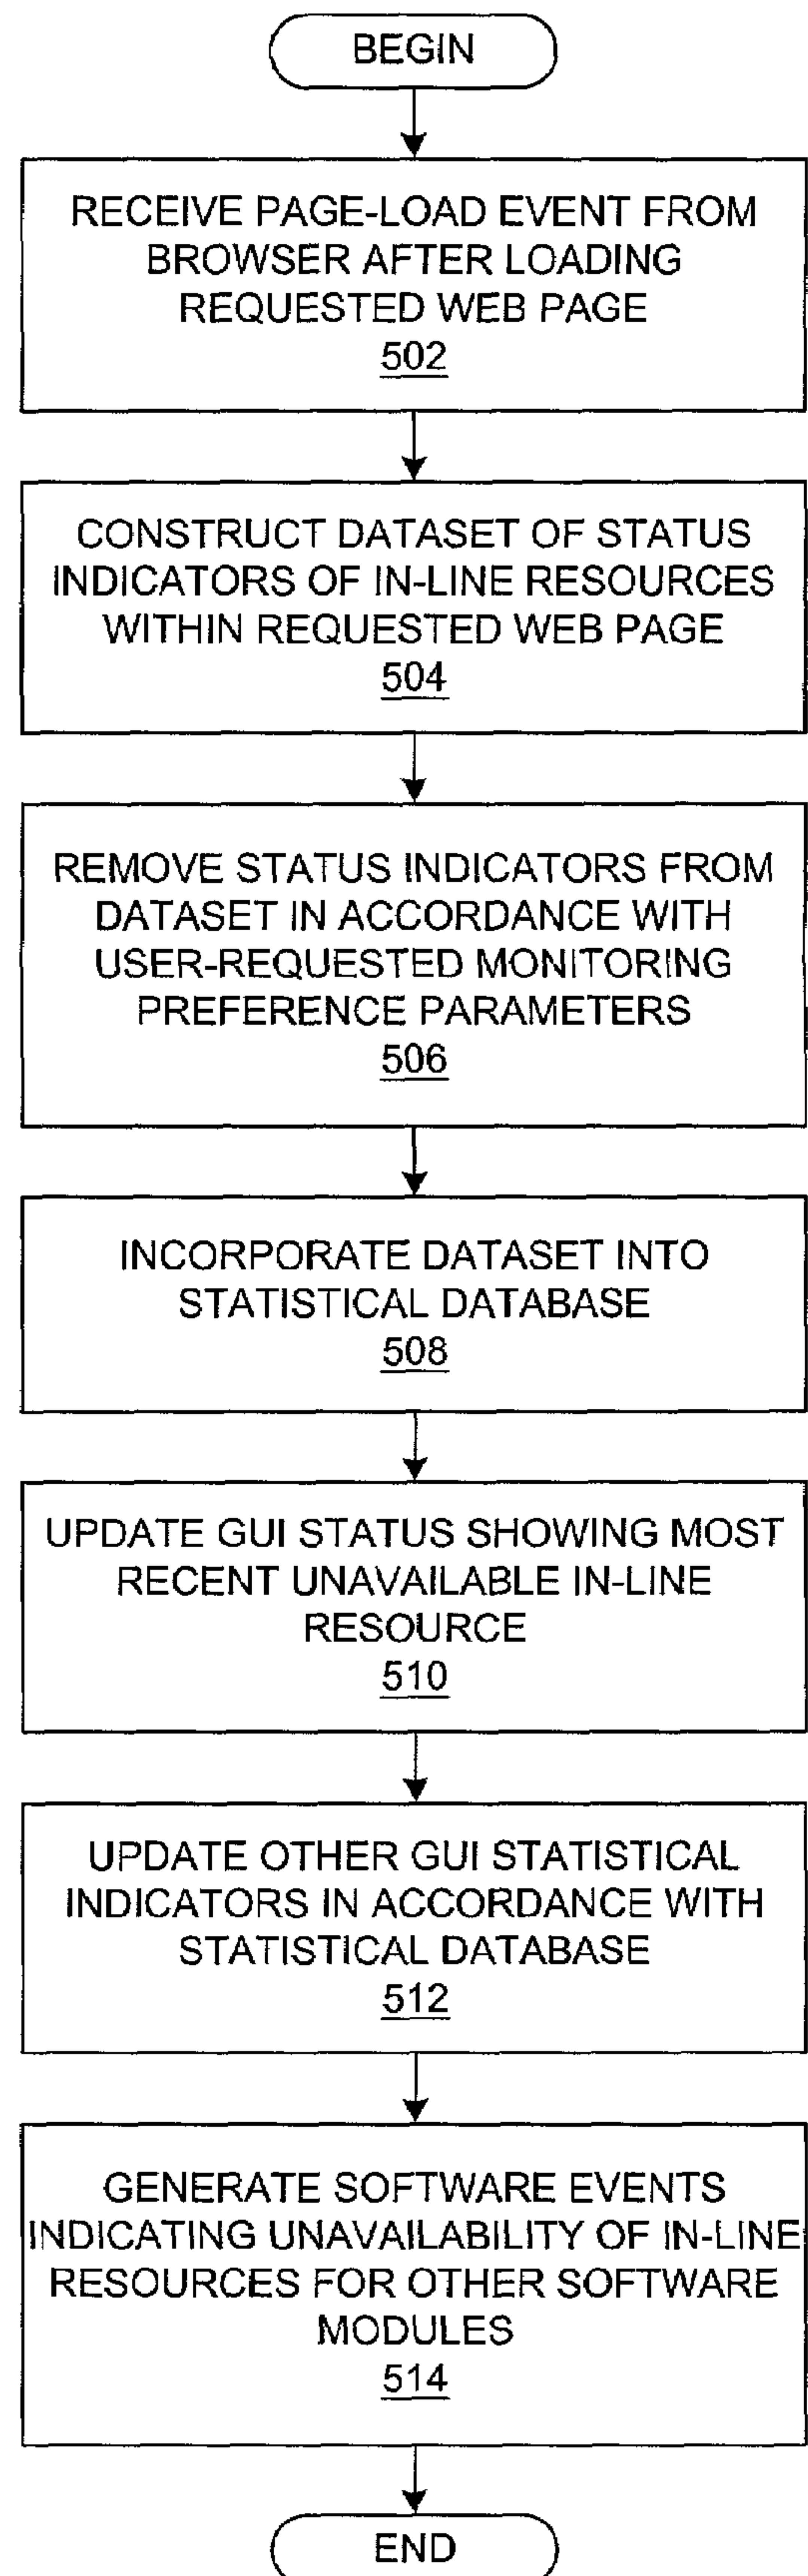 BEGIN
RECEIVE PAGE-LOAD EVENT FROM
BROWSER AFTER LOADING
REQUESTED WEB PAGE
502
CONSTRUCT DATASET OF STATUS
INDICATORS OF IN-LINE RESOURCES
WITHIN REQUESTED WEB PAGE
504
REMOVE STATUS INDICATORS FROM
DATASET IN ACCORDANCE WITH
USER-REQUESTED MONITORING
PREFERENCE PARAMETERS
506
INCORPORATE DATASET INTO
STATISTICAL DATABASE
508
UPDATE GUI STATUS SHOWING MOST
RECENT UNAVAILABLE IN-LINE
RESOURCE
510
UPDATE OTHER GUI STATISTICAL
INDICATORS IN ACCORDANCE WITH
STATISTICAL DATABASE
512
GENERATE SOFTWARE EVENTS
INDICATING UNAVAILABILITY OF IN-LINE
RESOURCES FOR OTHER SOFTWARE
MODULES
514
END